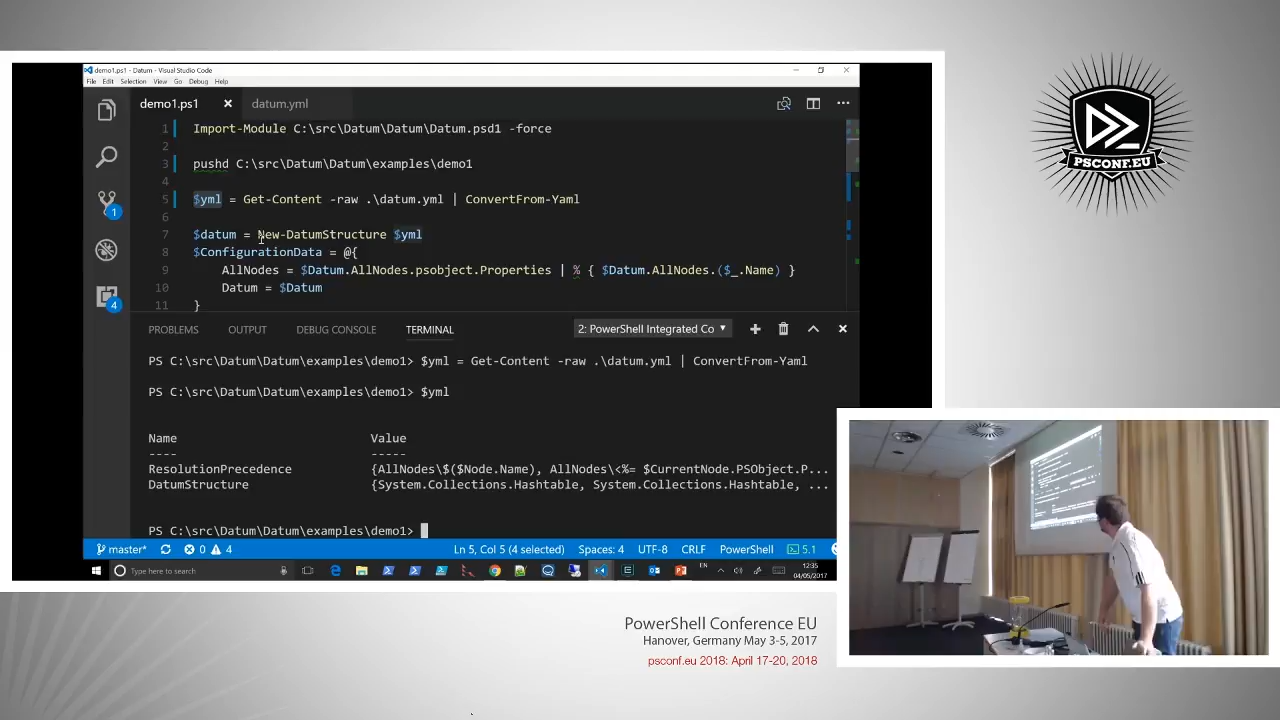 demo1.ps1 - Datum - Visual Studio Code
File Edit Selection View Go Debug Help
demo1.ps1 datum.yml
1 Import-Module C:\src\Datum\Datum\Datum.psd1 -force
2
3 pushd C:\src\Datum\Datum\examples\demo1
4
5 $yml = Get-Content -raw .\datum.yml | ConvertFrom-Yaml
6
7 $datum = New-DatumStructure $yml
8 $ConfigurationData = @{
9 AllNodes = $Datum.AllNodes.psobject.Properties | % { $Datum.AllNodes.($_.Name) }
10 Datum = $Datum
11 }
1
4
PROBLEMS OUTPUT DEBUG CONSOLE TERMINAL 2: PowerShell Integrated Co
PS C:\src\Datum\Datum\examples\demo1> $yml = Get-Content -raw .\datum.yml | ConvertFrom-Yaml
PS C:\src\Datum\Datum\examples\demo1> $yml
Name Value
---- -----
ResolutionPrecedence {AllNodes\$($Node.Name), AllNodes\<%= $CurrentNode.PSObject.P...
DatumStructure {System.Collections.Hashtable, System.Collections.Hashtable, ...
PS C:\src\Datum\Datum\examples\demo1>
master* 0 4 Ln 5, Col 5 (4 selected) Spaces: 4 UTF-8 CRLF PowerShell 5.1
Type here to search EN 12:35
04/05/2017
PSCONF.EU
PowerShell Conference EU
Hanover, Germany May 3-5, 2017
psconf.eu 2018: April 17-20, 2018